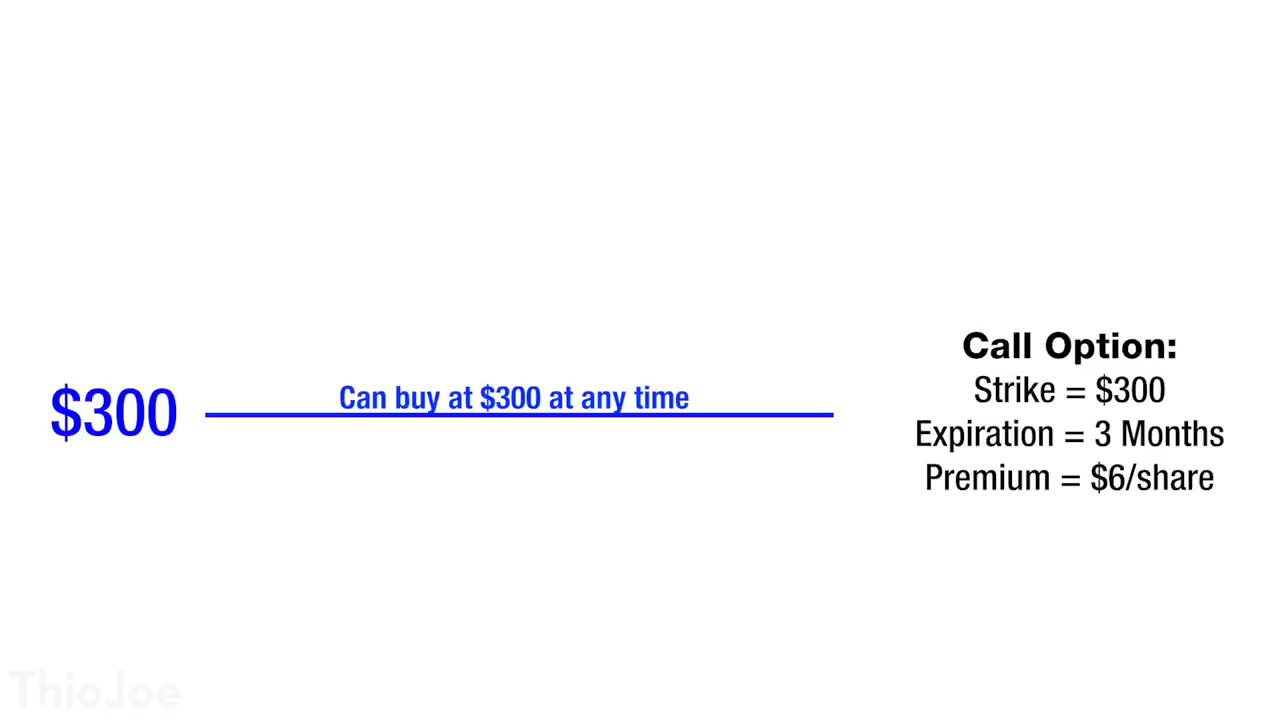 $300
Can buy at $300 at any time
Call Option:
Strike = $300
Expiration = 3 Months
Premium = $6/share
ThioJoe